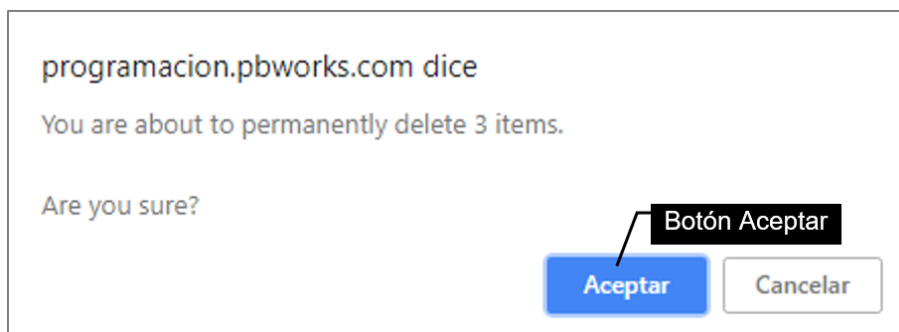 programacion.pbworks.com dice
You are about to permanently delete 3 items.
Are you sure?
Botón Aceptar
Aceptar
Cancelar